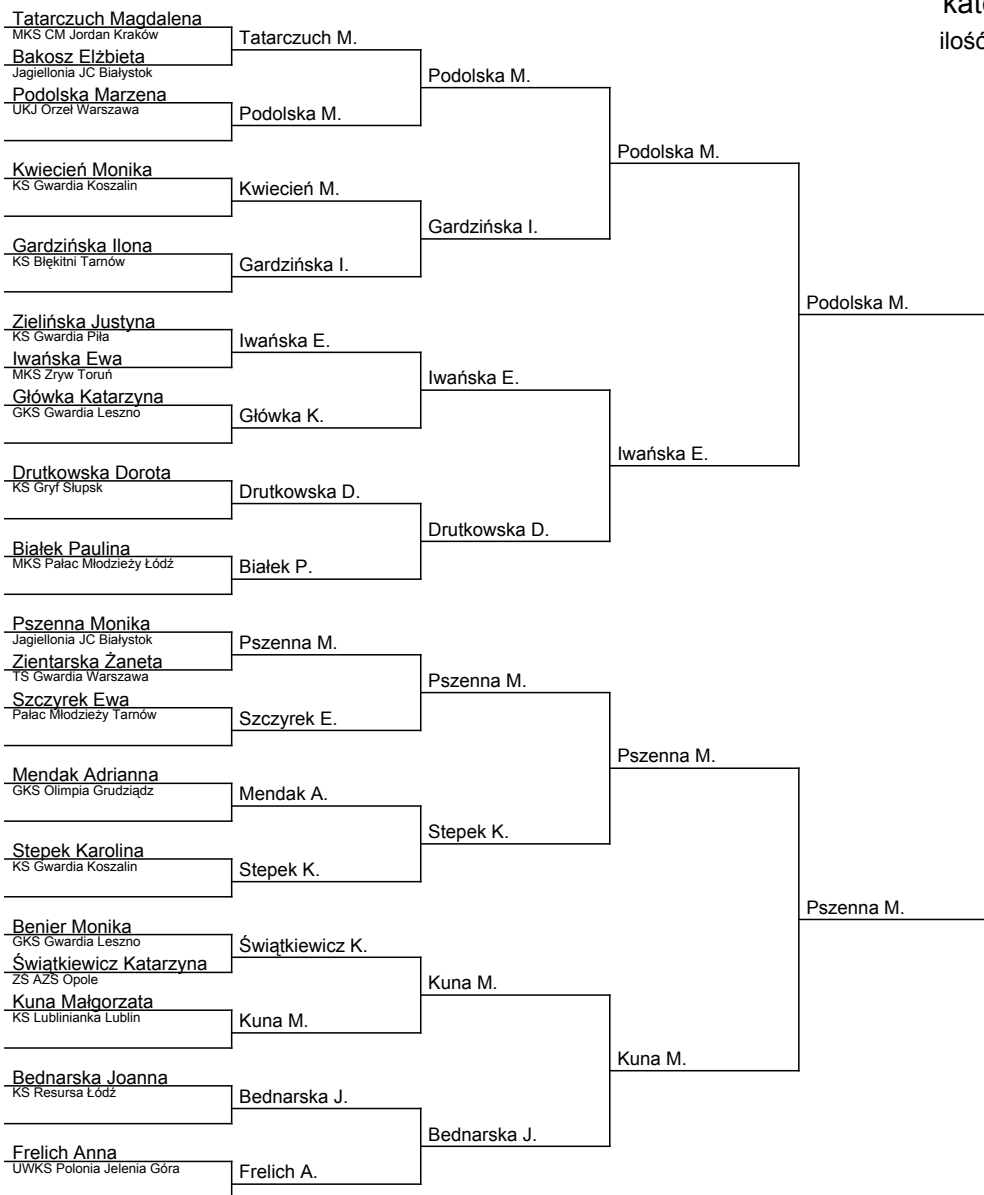 kat
ilość
Tatarczuch Magdalena
MKS CM Jordan Kraków
Bakosz Elżbieta
Jagiellonia JC Białystok
Podolska Marzena
UKJ Orzeł Warszawa
Kwiecień Monika
KS Gwardia Koszalin
Gardzińska Ilona
KS Błękitni Tarnów
Zielińska Justyna
KS Gwardia Piła
Iwańska Ewa
MKS Zryw Toruń
Główka Katarzyna
GKS Gwardia Leszno
Drutkowska Dorota
KS Gryf Słupsk
Białek Paulina
MKS Pałac Młodzieży Łódź
Pszenna Monika
Jagiellonia JC Białystok
Zientarska Żaneta
TS Gwardia Warszawa
Szczyrek Ewa
Pałac Młodzieży Tarnów
Mendak Adrianna
GKS Olimpia Grudziądz
Stepek Karolina
KS Gwardia Koszalin
Benier Monika
GKS Gwardia Leszno
Świątkiewicz Katarzyna
ZS AZS Opole
Kuna Małgorzata
KS Lublinianka Lublin
Bednarska Joanna
KS Resursa Łódź
Frelich Anna
UWKS Polonia Jelenia Góra
Tatarczuch M.
Podolska M.
Kwiecień M.
Gardzińska I.
Iwańska E.
Główka K.
Drutkowska D.
Białek P.
Pszenna M.
Szczyrek E.
Mendak A.
Stepek K.
Świątkiewicz K.
Kuna M.
Bednarska J.
Frelich A.
Podolska M.
Gardzińska I.
Iwańska E.
Drutkowska D.
Pszenna M.
Stepek K.
Kuna M.
Bednarska J.
Podolska M.
Iwańska E.
Pszenna M.
Kuna M.
Podolska M.
Pszenna M.